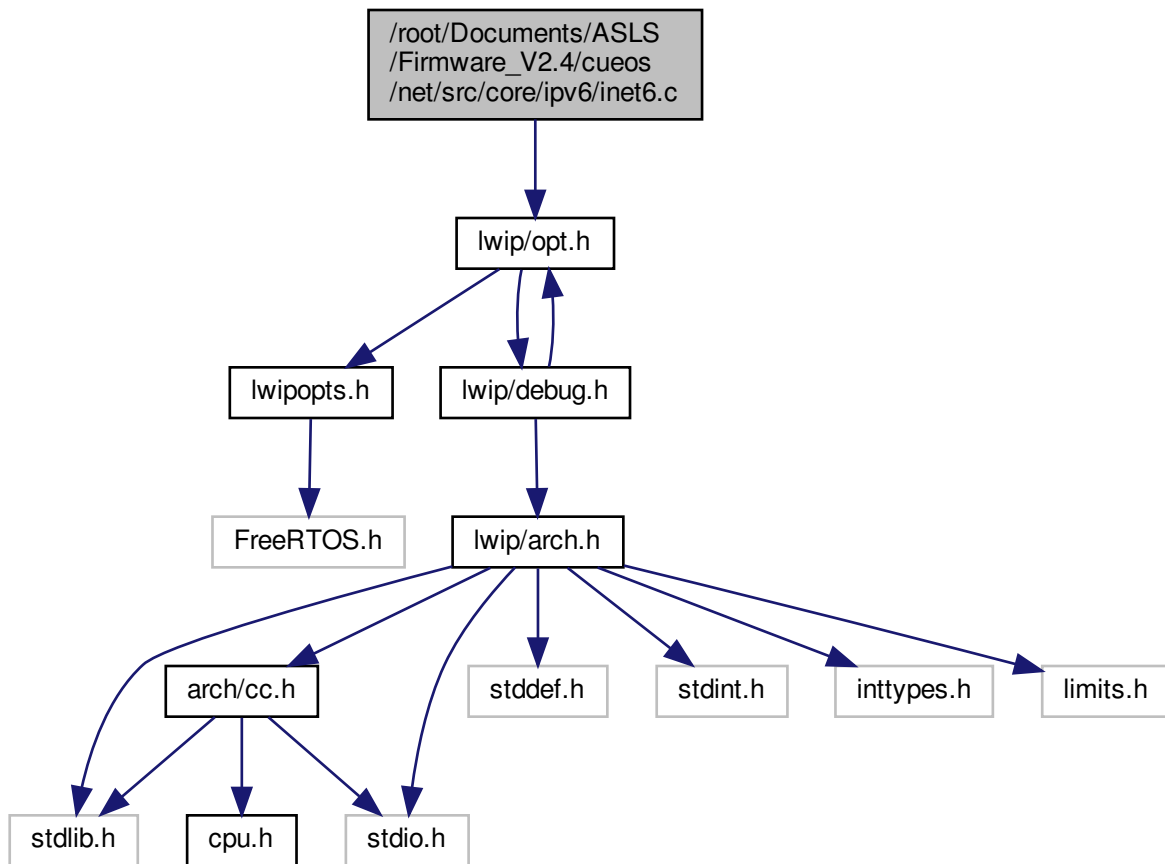 /root/Documents/ASLS
/Firmware_V2.4/cueos
/net/src/core/ipv6/inet6.c
lwip/opt.h
lwipopts.h
lwip/debug.h
FreeRTOS.h
lwip/arch.h
arch/cc.h
stddef.h
stdint.h
inttypes.h
limits.h
stdlib.h
cpu.h
stdio.h